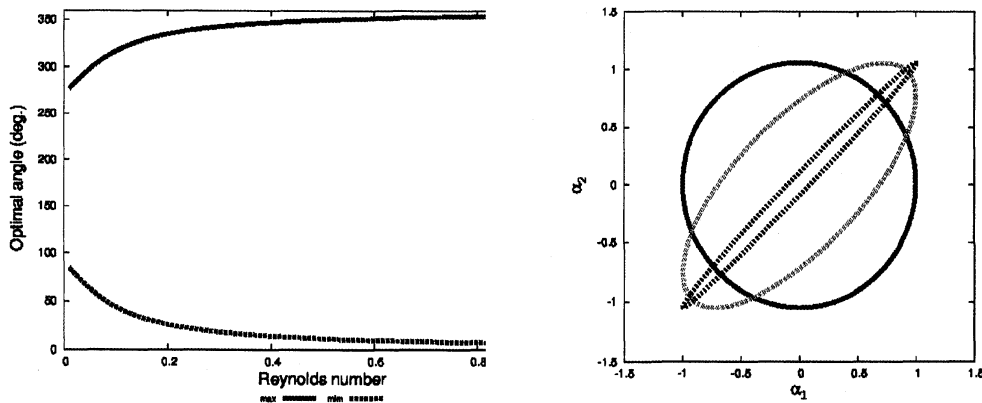 350
300
250
200
150
100
50
0
Optimal angle (deg.)
0 0.2 0.4 0.6 0.8
Reynolds number
max min
1.5
1
0.5
0
-0.5
-1
-1.5
α2
-1.5 -1 -0.5 0 0.5 1 1.5
α1